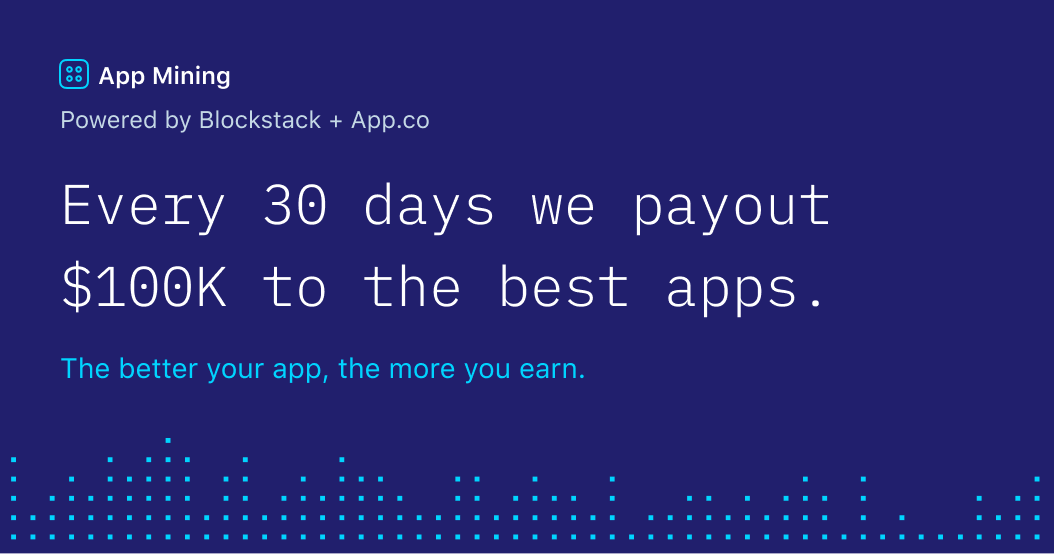 App Mining
Powered by Blockstack + App.co
Every 30 days we payout
$100K to the best apps.
The better your app, the more you earn.